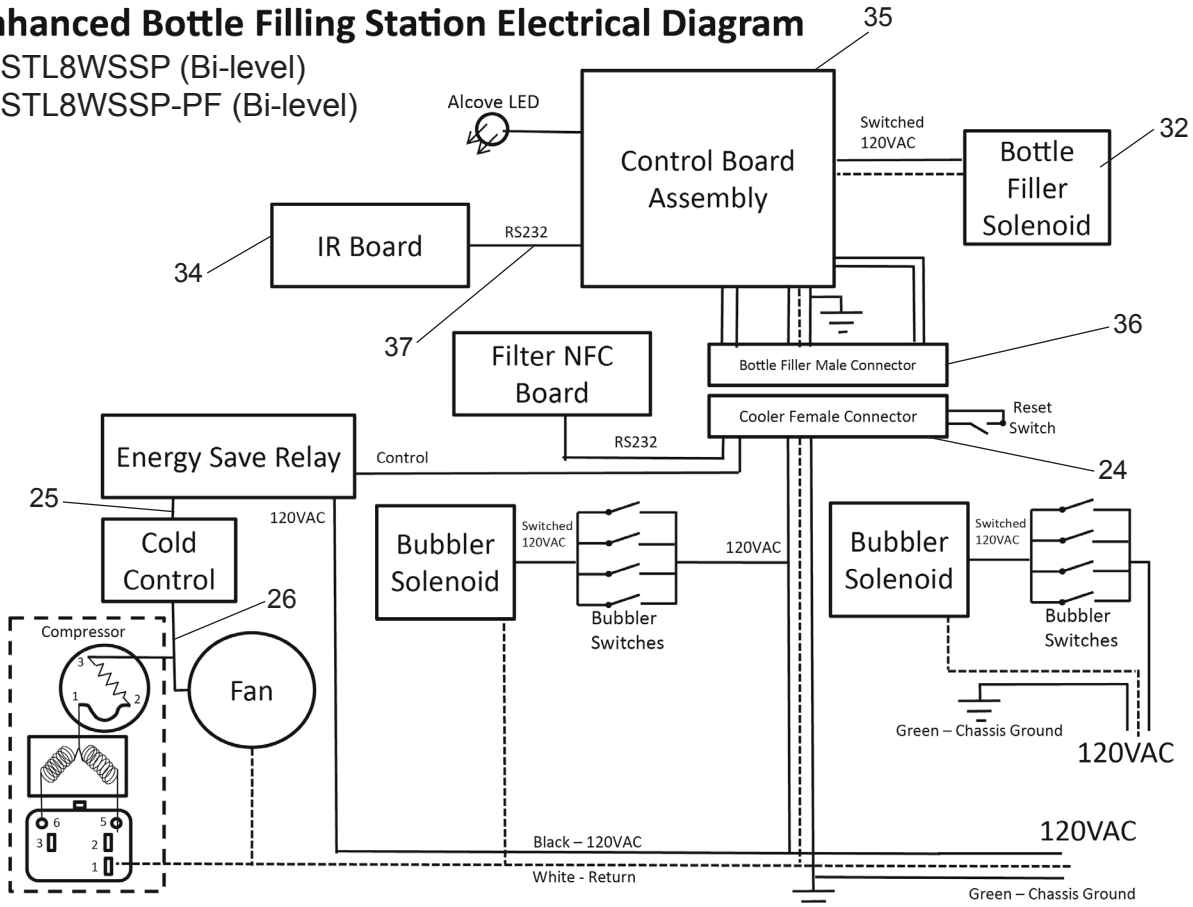 nhanced Bottle Filling Station Electrical Diagram
STL8WSSP (Bi-level)
STL8WSSP-PF (Bi-level)
35
Alcove LED
Control Board
Assembly
Switched
120VAC
Bottle
Filler
Solenoid
32
IR Board
RS232
34
37
36
Filter NFC
Board
Bottle Filler Male Connector
Cooler Female Connector
Reset
Switch
RS232
24
Energy Save Relay
Control
25
120VAC
Cold
Control
Bubbler
Solenoid
Switched
120VAC
120VAC
Bubbler
Switches
Bubbler
Solenoid
Switched
120VAC
Bubbler
Switches
26
Compressor
3
1
2
Fan
Green – Chassis Ground
120VAC
6
5
3
2
1
Black – 120VAC
120VAC
White - Return
Green – Chassis Ground